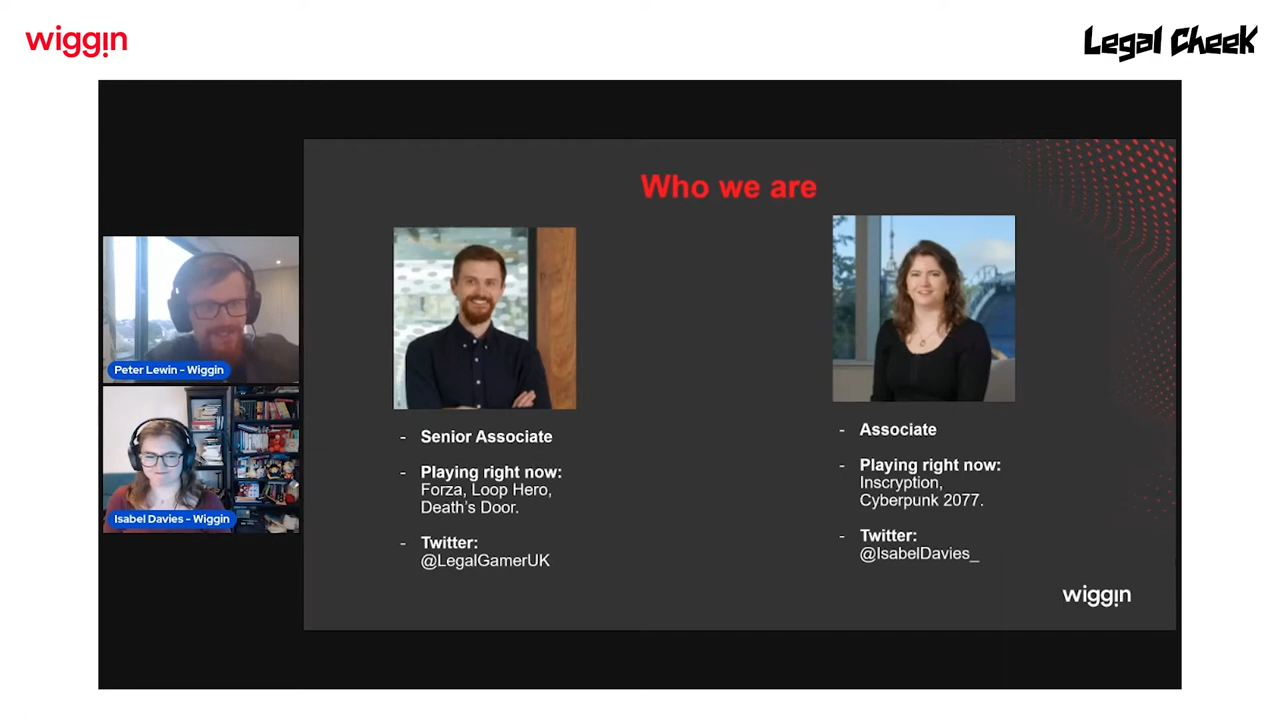 wiggin
Legal Cheek
Who we are
Peter Lewin - Wiggin
Isabel Davies - Wiggin
- Senior Associate
- Playing right now:
Forza, Loop Hero,
Death's Door.
- Twitter:
@LegalGamerUK
- Associate
- Playing right now:
Inscryption,
Cyberpunk 2077.
- Twitter:
@IsabelDavies_
wiggin